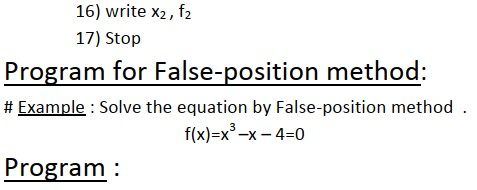 16) write x₂ , f₂
17) Stop
Program for False-position method:
# Example : Solve the equation by False-position method .
f(x)=x³–x – 4=0
Program :